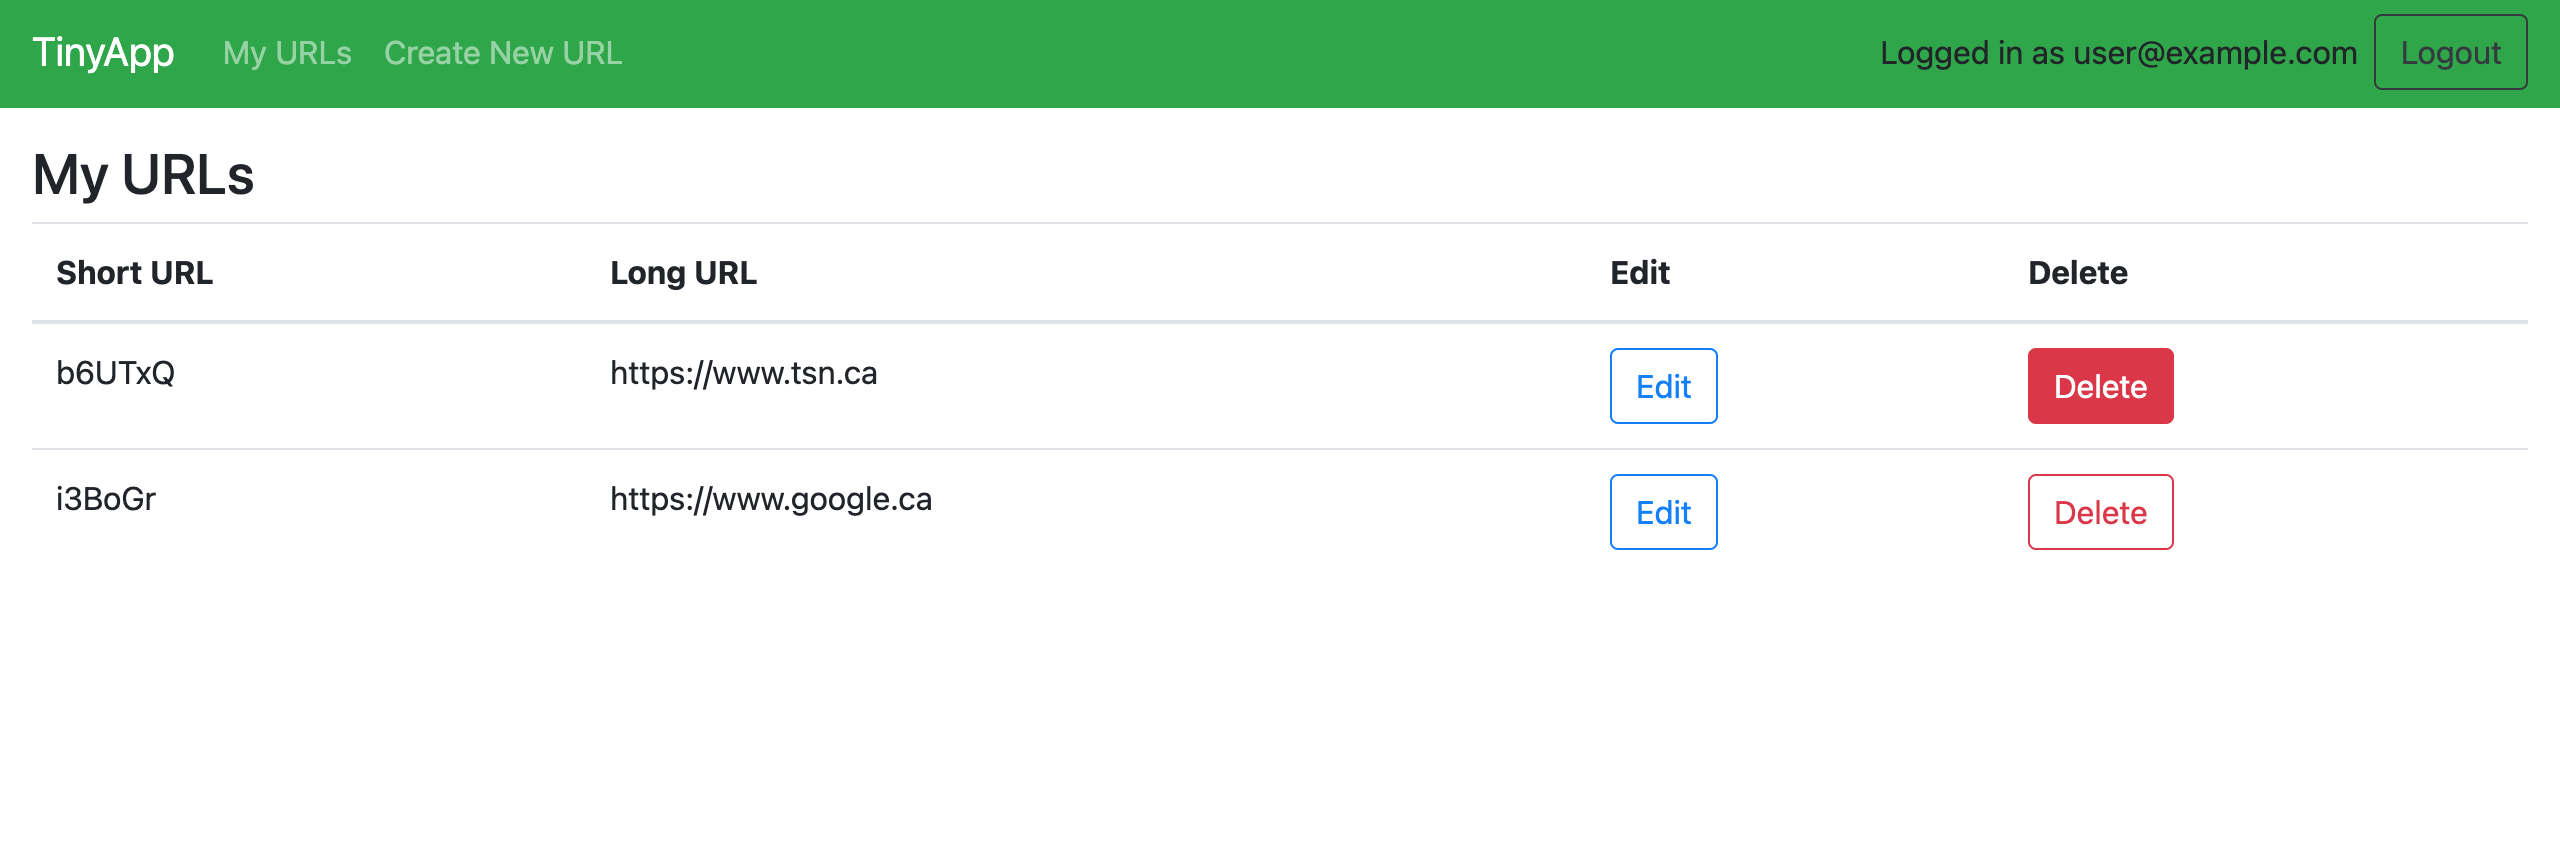 TinyApp My URLs Create New URL Logged in as user@example.com Logout
My URLs
Short URL Long URL Edit Delete
b6UTxQ https://www.tsn.ca Edit Delete
i3BoGr https://www.google.ca Edit Delete